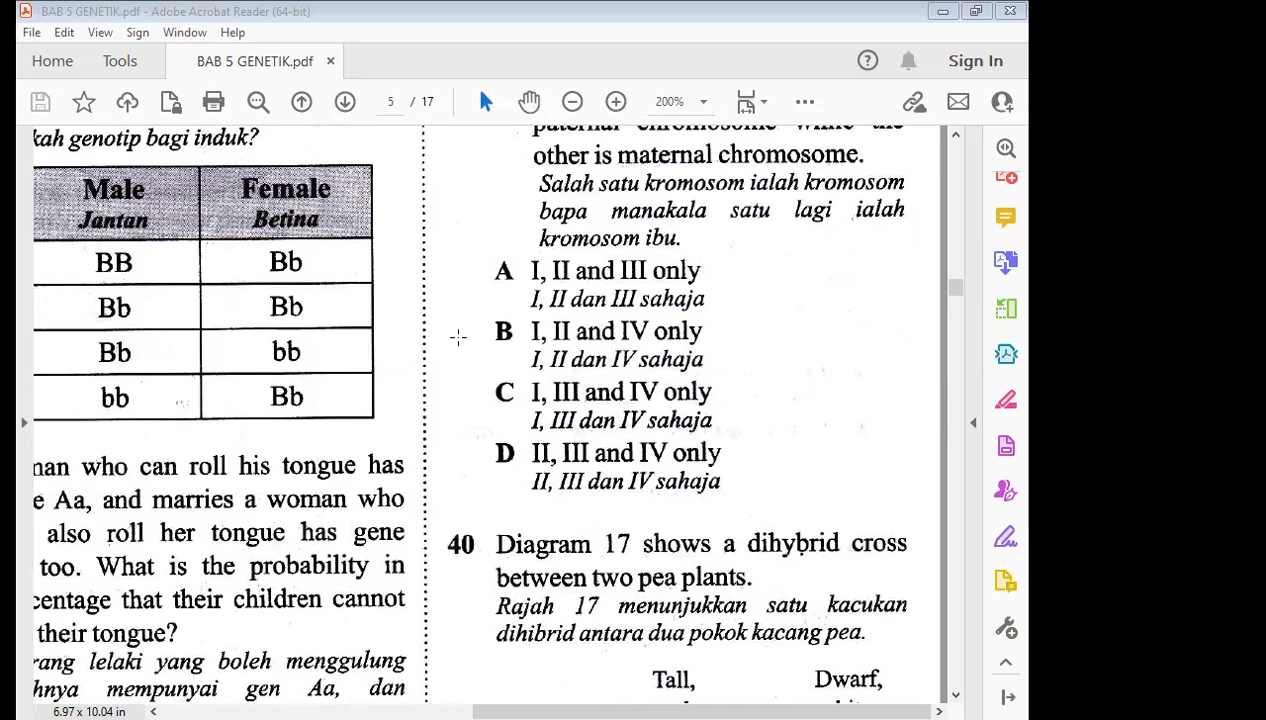 BAB 5 GENETIK.pdf - Adobe Acrobat Reader (64-bit)
File Edit View Sign Window Help
Home Tools BAB 5 GENETIK.pdf × Sign In
5 / 17 200%
kah genotip bagi induk?
Male Female
Jantan Betina
BB Bb
Bb Bb
Bb bb
bb Bb
man who can roll his tongue has
e Aa, and marries a woman who
also roll her tongue has gene
too. What is the probability in
centage that their children cannot
their tongue?
rang lelaki yang boleh menggulung
hnya mempunyai gen Aa, dan
paternal chromosome while the
other is maternal chromosome.
Salah satu kromosom ialah kromosom
bapa manakala satu lagi ialah
kromosom ibu.
A I, II and III only
I, II dan III sahaja
B I, II and IV only
I, II dan IV sahaja
C I, III and IV only
I, III dan IV sahaja
D II, III and IV only
II, III dan IV sahaja
40 Diagram 17 shows a dihybrid cross
between two pea plants.
Rajah 17 menunjukkan satu kacukan
dihibrid antara dua pokok kacang pea.
Tall, Dwarf,
6.97 x 10.04 in